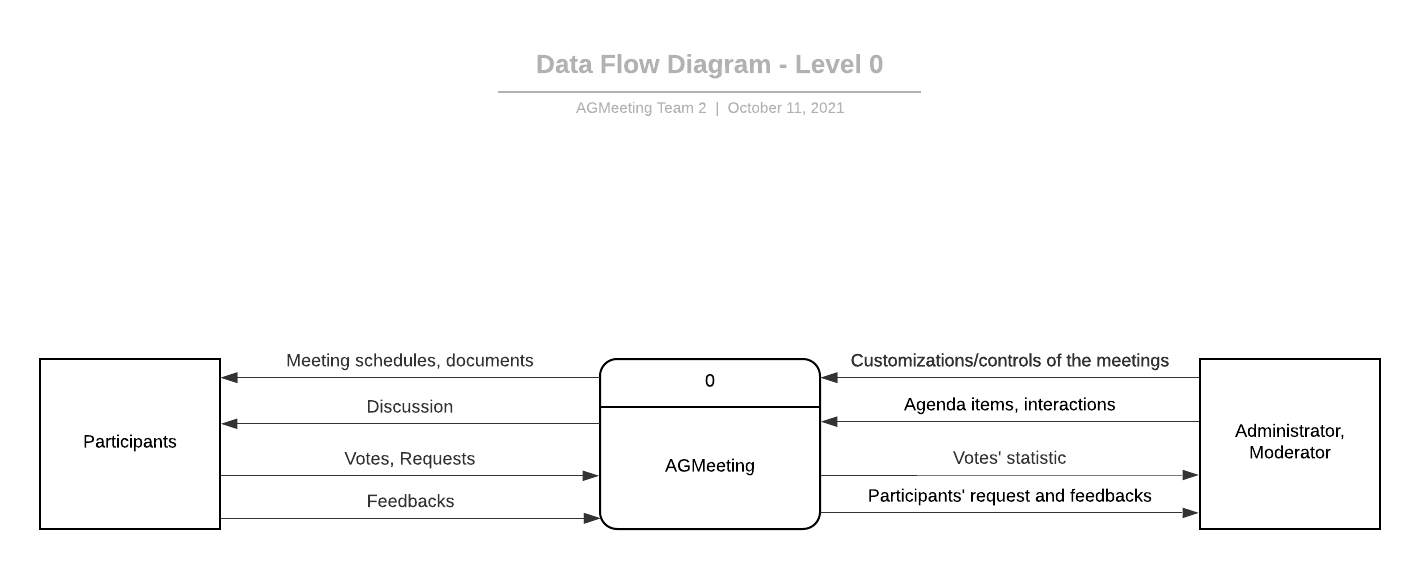 Data Flow Diagram - Level 0
AGMeeting Team 2 | October 11, 2021
Meeting schedules, documents
Discussion
Participants
Votes, Requests
Feedbacks
0
AGMeeting
Customizations/controls of the meetings
Agenda items, interactions
Votes' statistic
Participants' request and feedbacks
Administrator,
Moderator